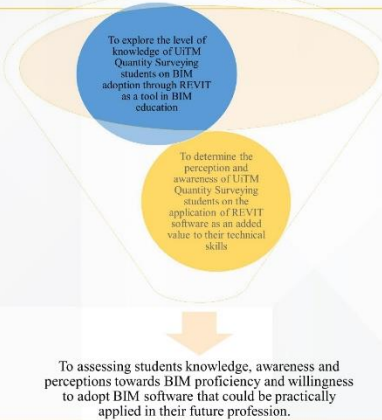 To explore the level of
knowledge of UiTM
Quantity Surveying
students on BIM
adoption through REVIT
as a tool in BIM
education
To determine the
perception and
awareness of UiTM
Quantity Surveying
students on the
application of REVIT
software as an added
value to their technical
skills
To assessing students knowledge, awareness and
perceptions towards BIM proficiency and willingness
to adopt BIM software that could be practically
applied in their future profession.